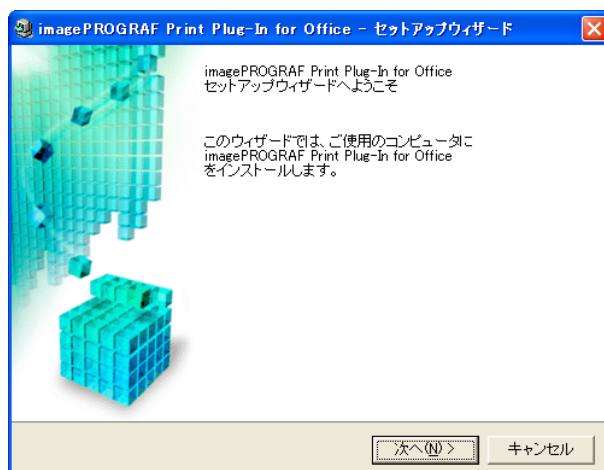 imagePROGRAF Print Plug-In for Office - セットアップウィザード
imagePROGRAF Print Plug-In for Office
セットアップウィザードへようこそ
このウィザードでは、ご使用のコンピュータに
imagePROGRAF Print Plug-In for Office
をインストールします。
次へ(N) >
キャンセル